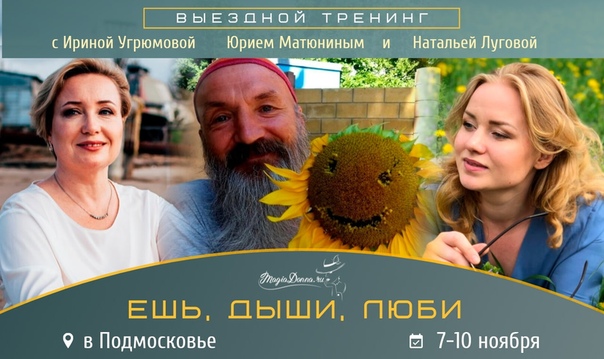 ВЫЕЗДНОЙ ТРЕНИНГ
с Ириной Угрюмовой Юрием Матюниным и Натальей Луговой
MagiaDonna.ru
ЕШЬ, ДЫШИ, ЛЮБИ
в Подмосковье 7-10 ноября